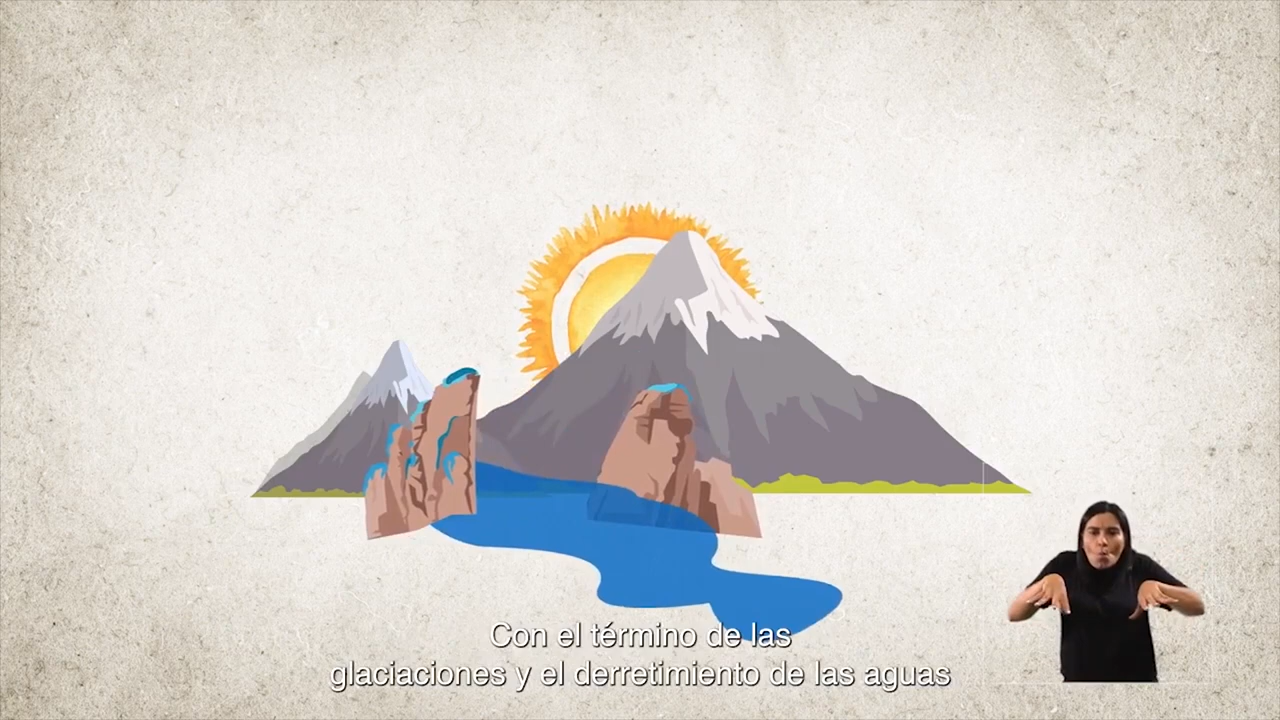 Con el término de las
glaciaciones y el derretimiento de las aguas